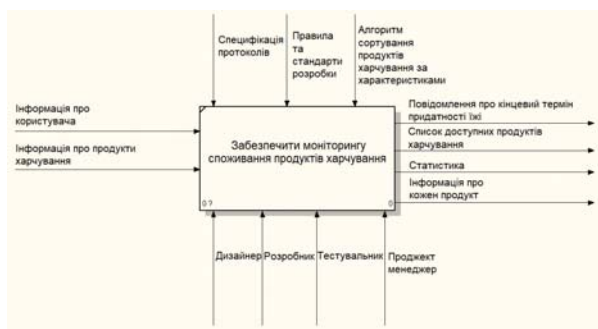 Специфікація
протоколів
Правила
та
стандарти
розробки
Алгоритм
сортування
продуктів
харчування за
характеристиками
Інформація про
користувача
Інформація про продукти
харчування
Забезпечити моніторингу
споживання продуктів харчування
0 ?
0
Повідомлення про кінцевий термін
придатності їжі
Список доступних продуктів
харчування
Статистика
Інформація про
кожен продукт
Дизайнер
Розробник
Тестувальник
Проджект
менеджер